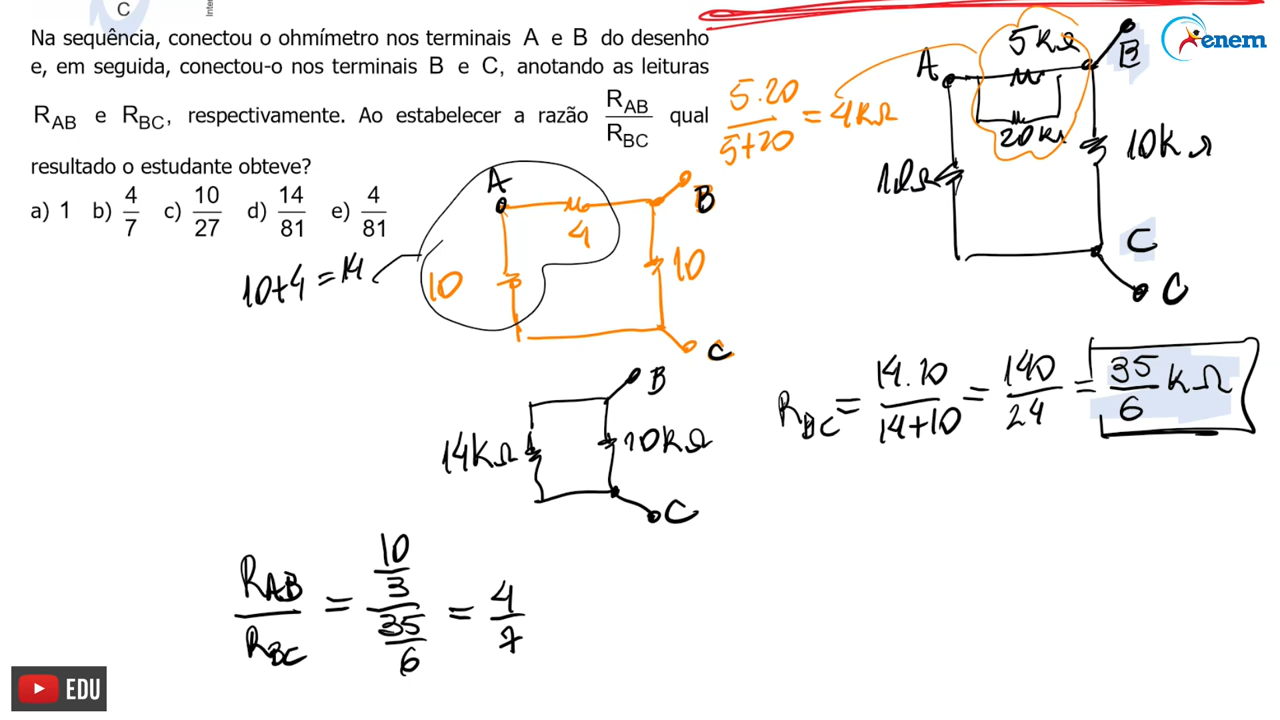 C
Na sequência, conectou o ohmímetro nos terminais A e B do desenho
e, em seguida, conectou-o nos terminais B e C, anotando as leituras
R_AB e R_BC, respectivamente. Ao estabelecer a razão R_AB/R_BC qual
resultado o estudante obteve?
a) 1 b) 4/7 c) 10/27 d) 14/81 e) 4/81
enem
5·20/5+20 = 4KΩ
A 5KΩ B
20KΩ
10KΩ
C
C
A
B
4
10
10
C
10+4=14
R_BC = 14.10/14+10 = 140/24 = 35/6 KΩ
B
14KΩ 10KΩ
C
R_AB/R_BC = 10/3 / 35/6 = 4/7
EDU